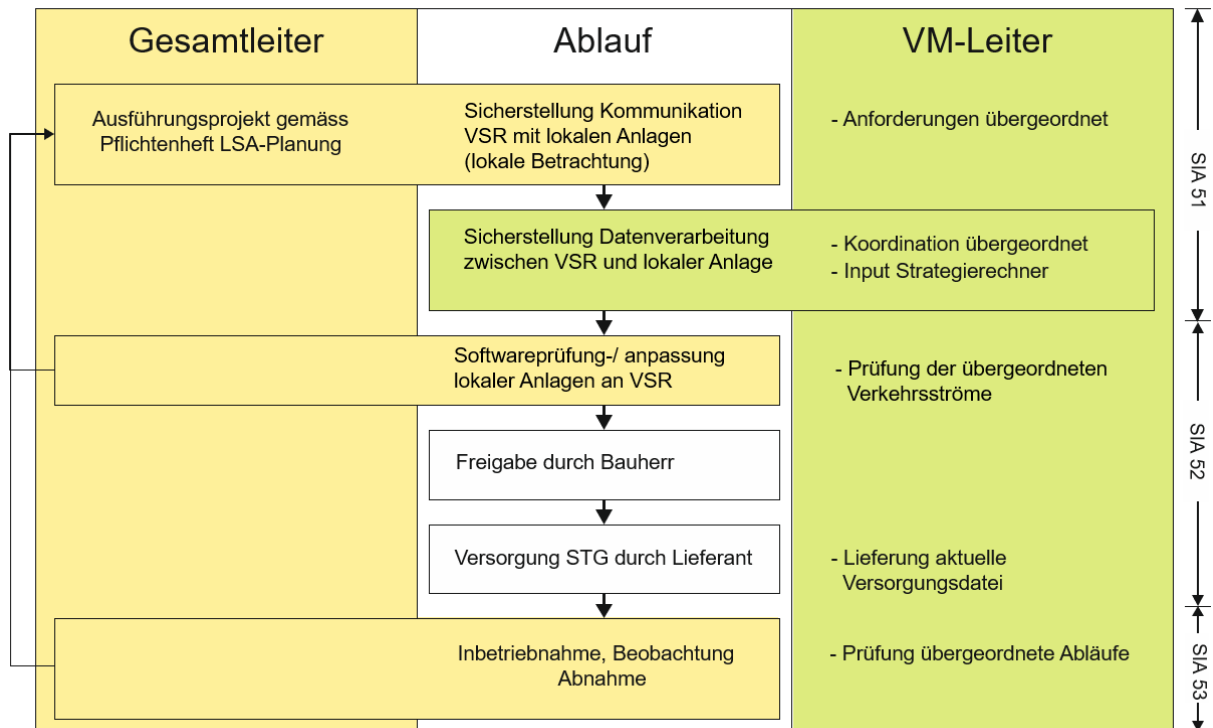 Gesamtleiter
Ablauf
VM-Leiter
Ausführungsprojekt gemäss
Pflichtenheft LSA-Planung
Sicherstellung Kommunikation
VSR mit lokalen Anlagen
(lokale Betrachtung)
- Anforderungen übergeordnet
SIA 51
Sicherstellung Datenverarbeitung
zwischen VSR und lokaler Anlage
- Koordination übergeordnet
- Input Strategierechner
Softwareprüfung-/ anpassung
lokaler Anlagen an VSR
- Prüfung der übergeordneten
Verkehrsströme
SIA 52
Freigabe durch Bauherr
Versorgung STG durch Lieferant
- Lieferung aktuelle
Versorgungsdatei
Inbetriebnahme, Beobachtung
Abnahme
- Prüfung übergeordnete Abläufe
SIA 53